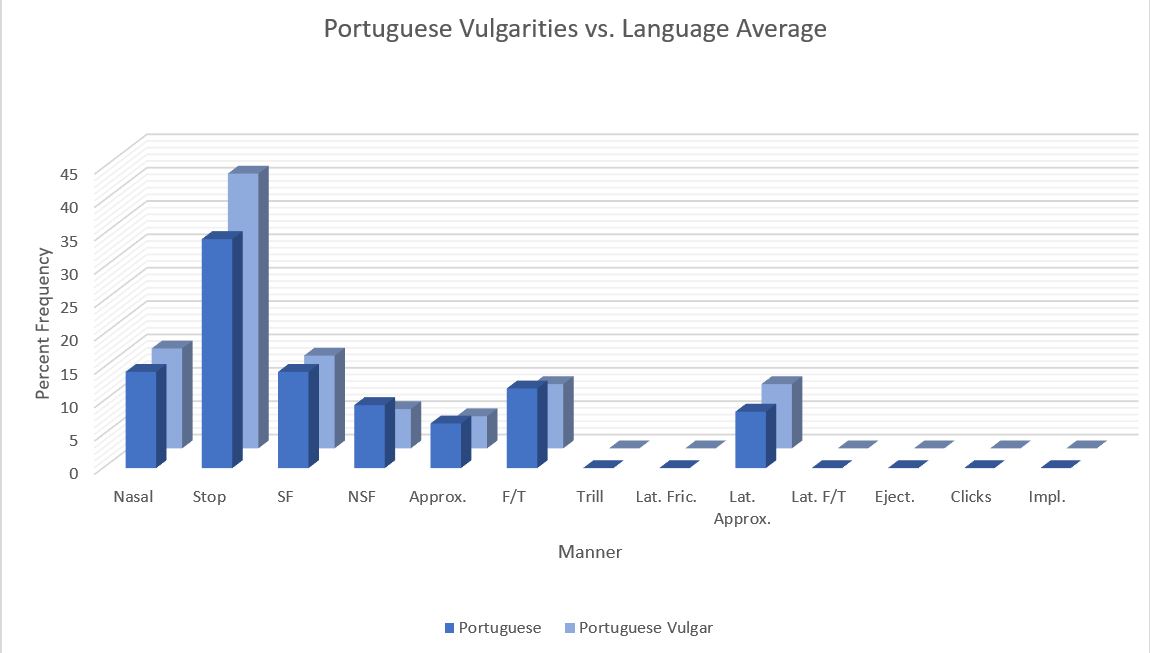 Portuguese Vulgarities vs. Language Average
Percent Frequency
45
40
35
30
25
20
15
10
5
0
Nasal Stop SF NSF Approx. F/T Trill Lat. Fric. Lat. Lat. F/T Eject. Clicks Impl.
Approx.
Manner
Portuguese Portuguese Vulgar